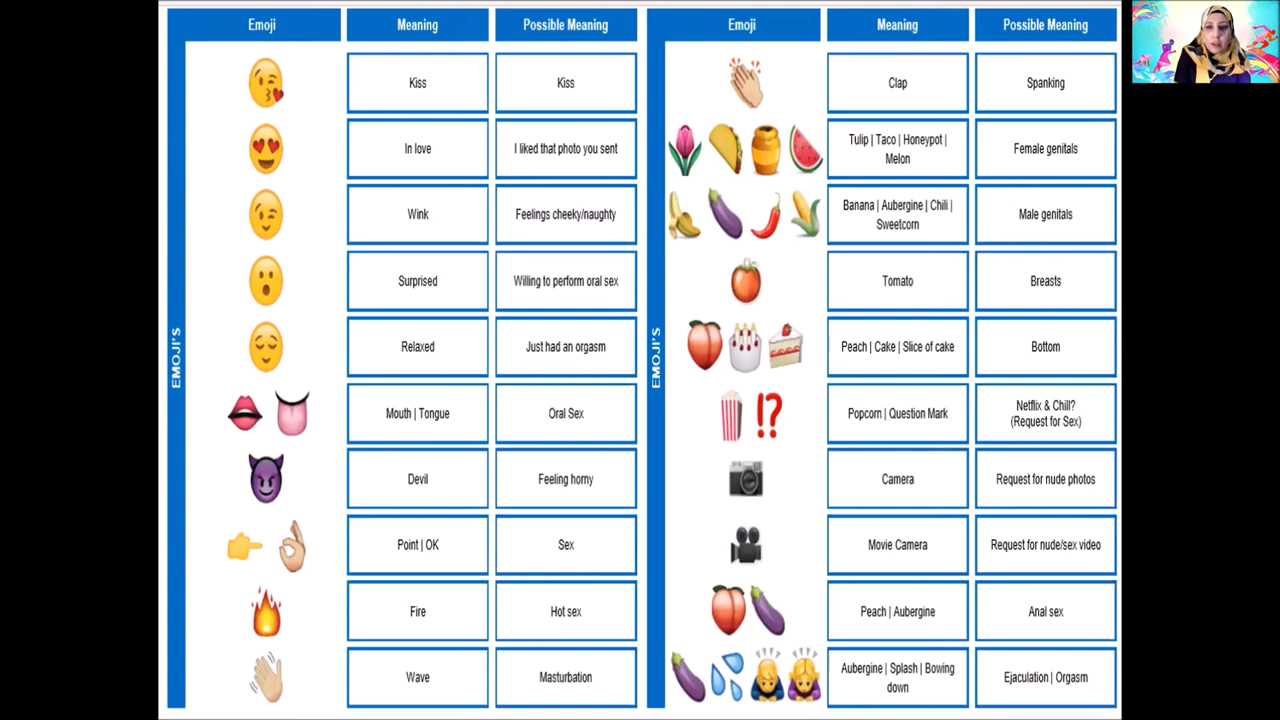 Emoji Meaning Possible Meaning
EMOJI'S
Kiss Kiss
In love I liked that photo you sent
Wink Feelings cheeky/naughty
Surprised Willing to perform oral sex
Relaxed Just had an orgasm
Mouth | Tongue Oral Sex
Devil Feeling horny
Point | OK Sex
Fire Hot sex
Wave Masturbation
Emoji Meaning Possible Meaning
EMOJI'S
Clap Spanking
Tulip | Taco | Honeypot |
Melon
Female genitals
Banana | Aubergine | Chili |
Sweetcorn
Male genitals
Tomato Breasts
Peach | Cake | Slice of cake Bottom
Popcorn | Question Mark
Netflix & Chill?
(Request for Sex)
Camera Request for nude photos
Movie Camera Request for nude/sex video
Peach | Aubergine Anal sex
Aubergine | Splash | Bowing
down
Ejaculation | Orgasm